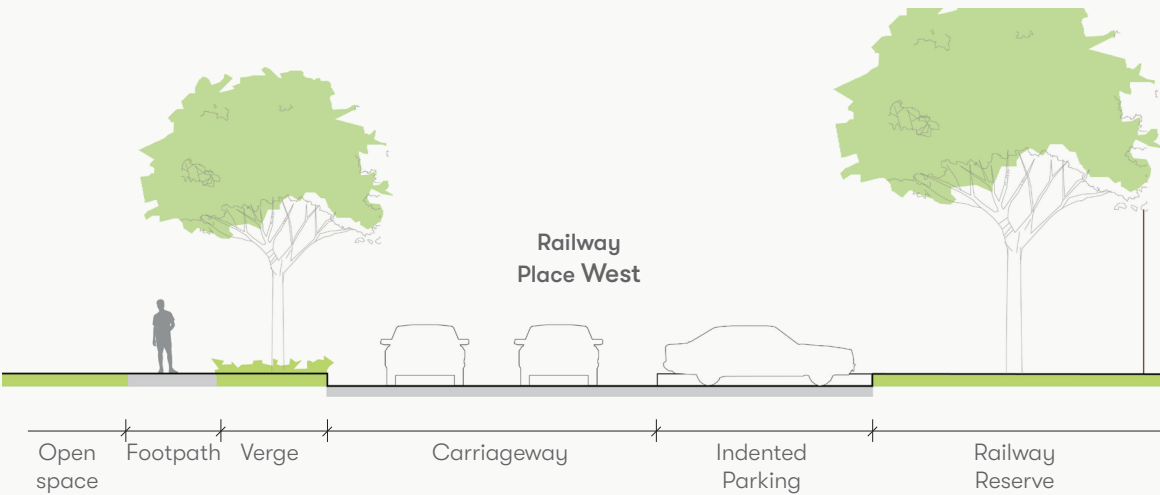 Railway
Place West
Open
space
Footpath
Verge
Carriageway
Indented
Parking
Railway
Reserve